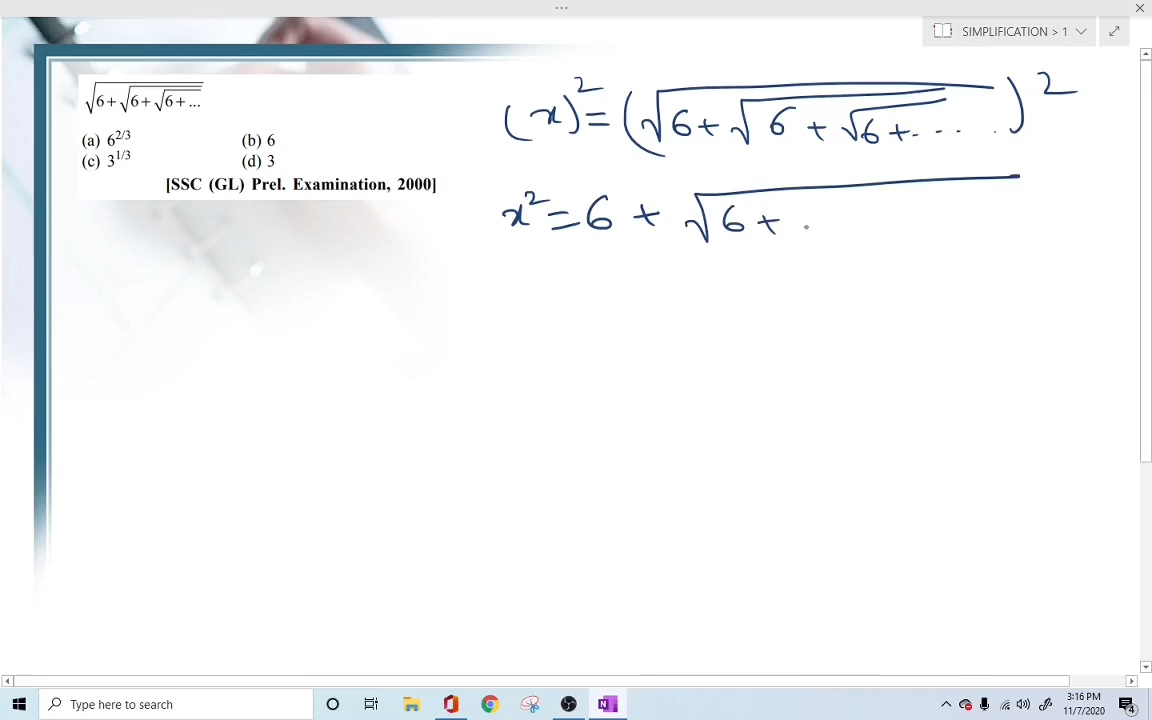 SIMPLIFICATION > 1
√6+√6+√6+...
(a) 6^2/3 (b) 6
(c) 3^1/3 (d) 3
[SSC (GL) Prel. Examination, 2000]
(x)²=(√6+√6+√6+.....)²
x²=6+√6+.
Type here to search
3:16 PM
11/7/2020
4